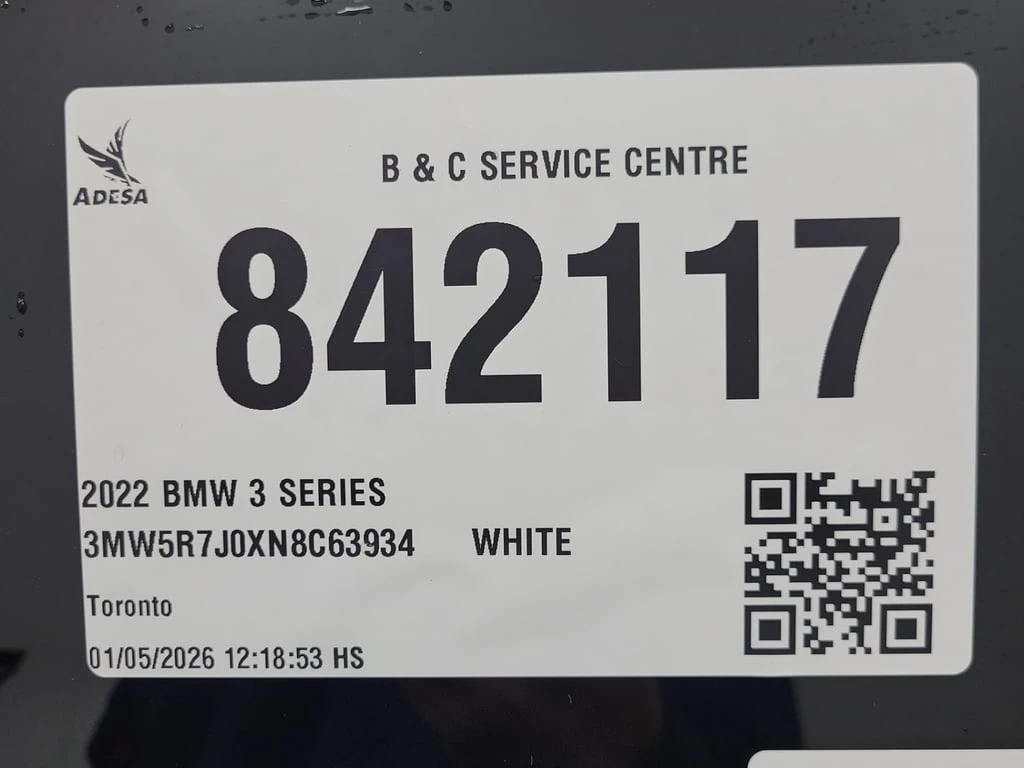 ADESA
B & C SERVICE CENTRE
842117
2022 BMW 3 SERIES
3MW5R7J0XN8C63934 WHITE
Toronto
01/05/2026 12:18:53 HS